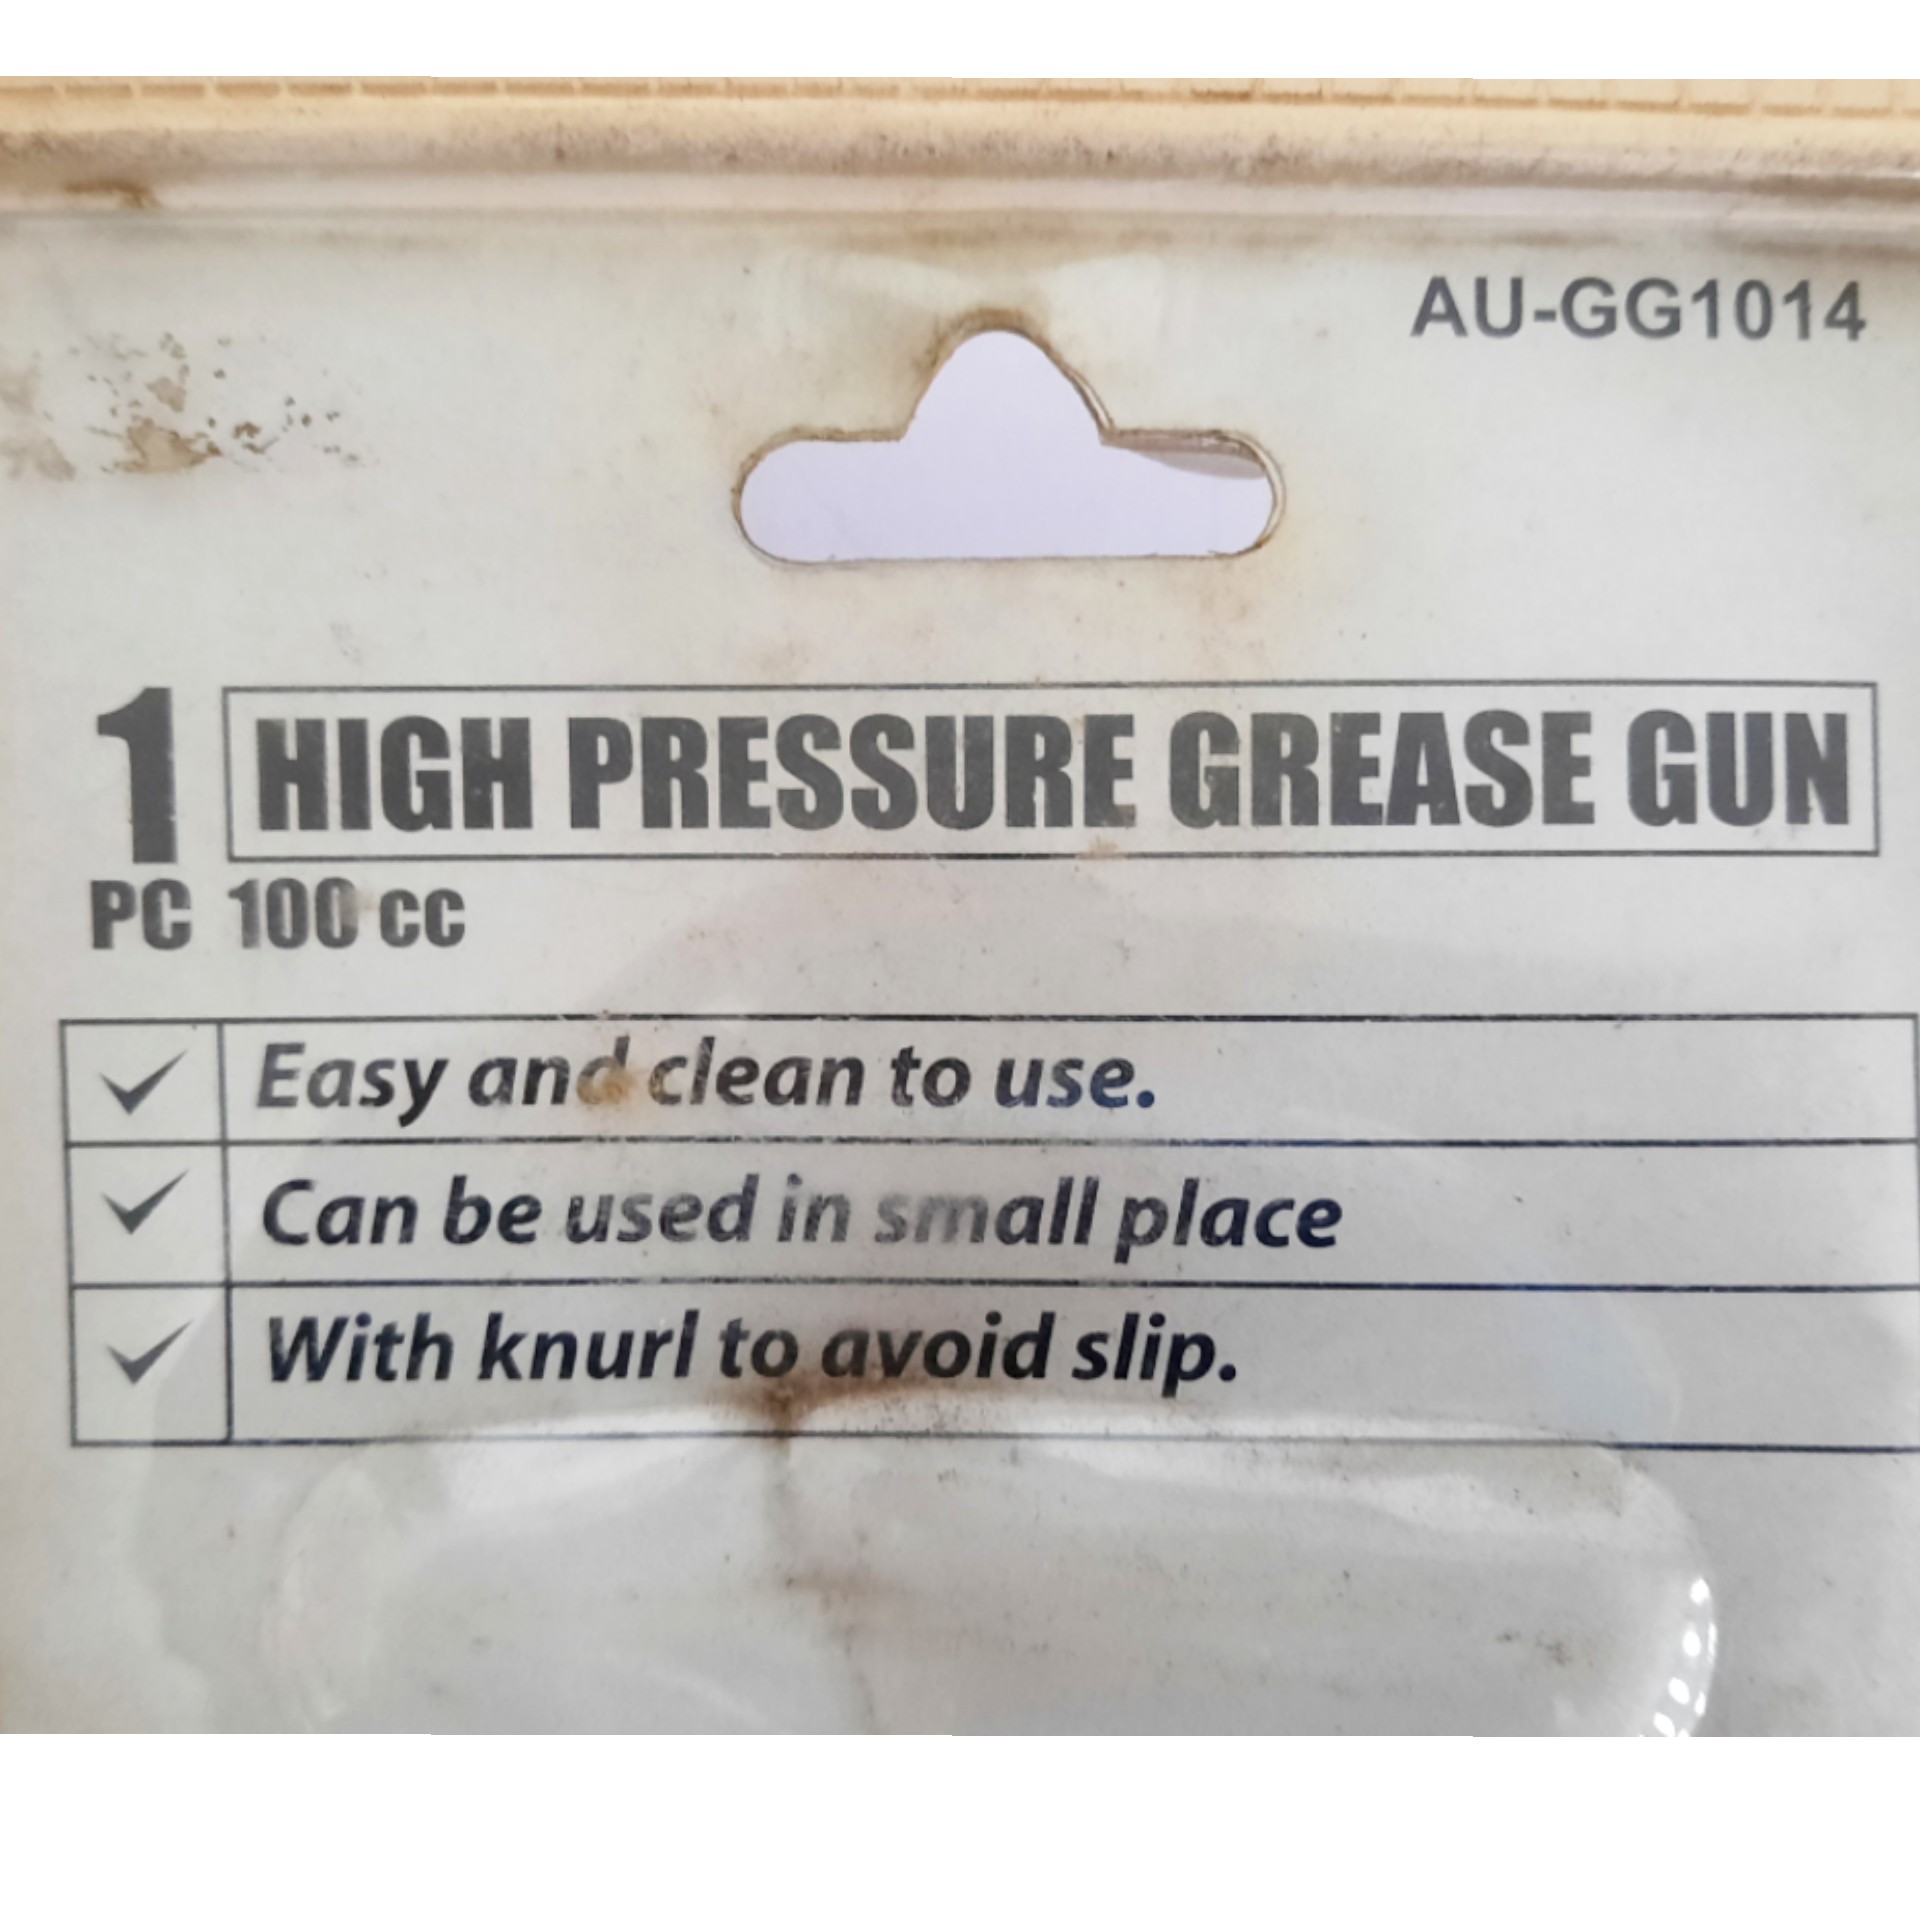 AU-GG1014
1 HIGH PRESSURE GREASE GUN
PC 100 cc
Easy and clean to use.
Can be used in small place
With knurl to avoid slip.